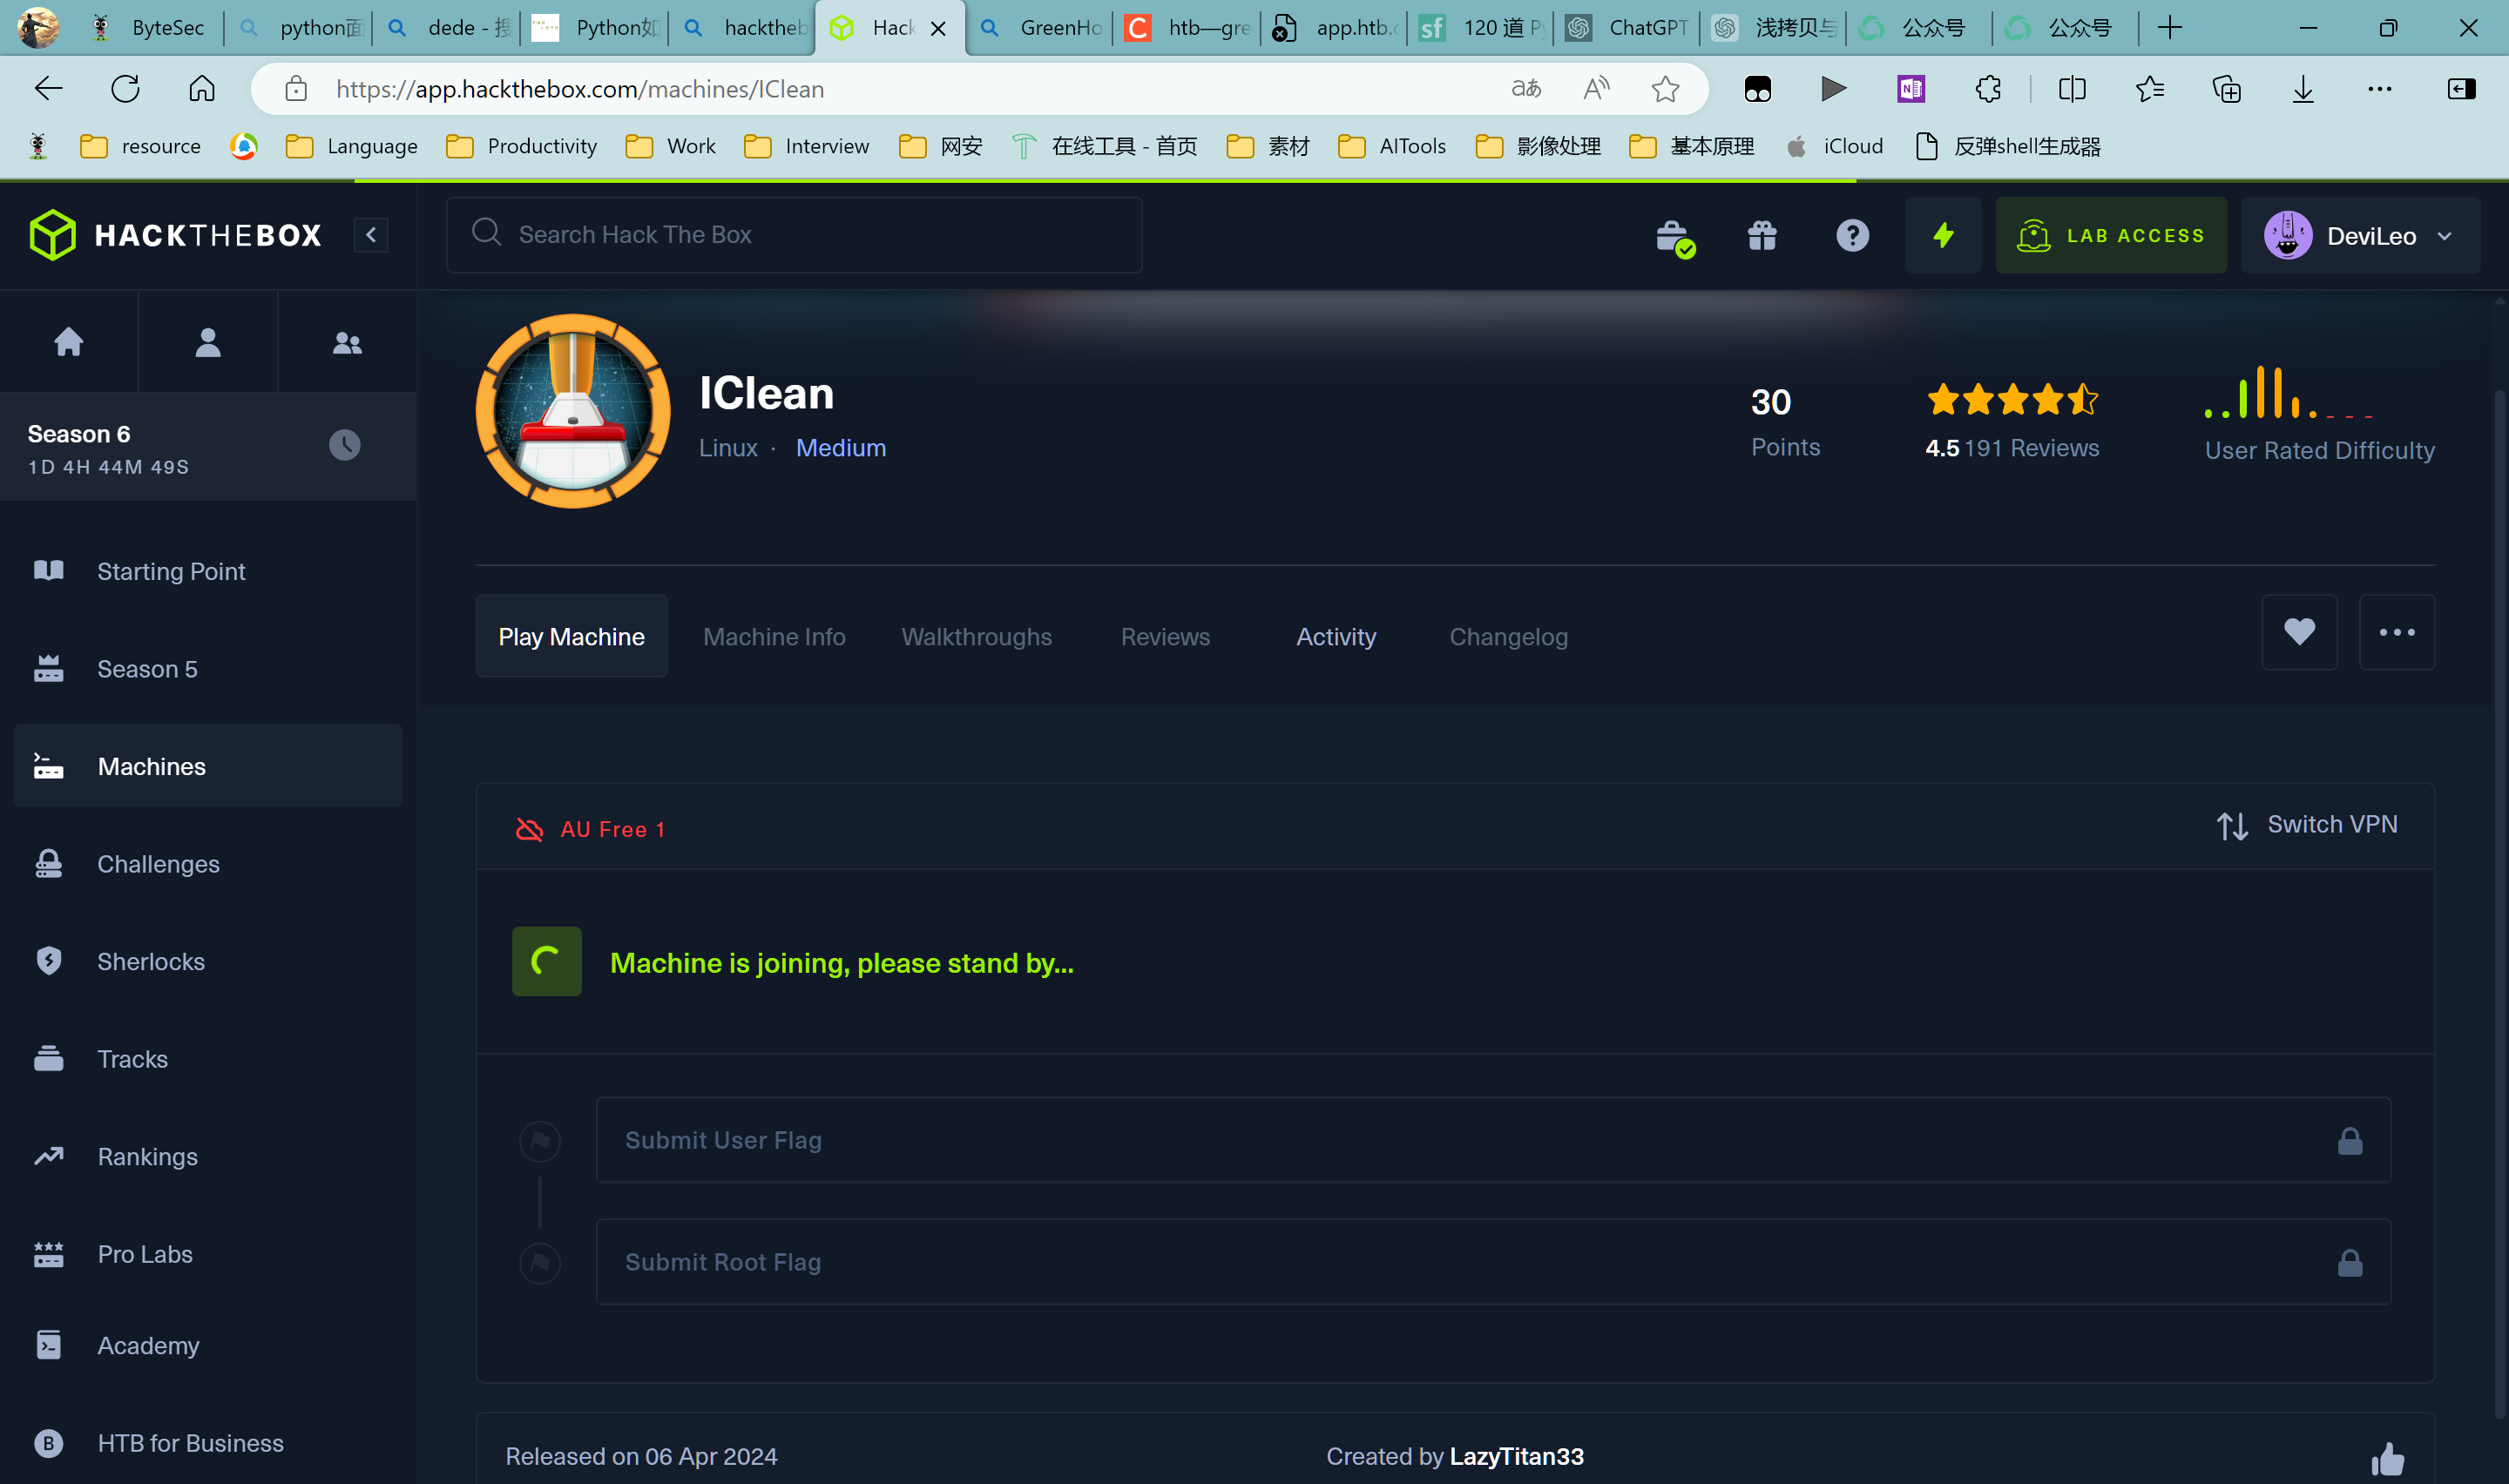 ByteSec
python面
dede - 搜
Python如
hacktheb
Hac
GreenHo
htb—gre
app.htb.c
120 道 Py
ChatGPT
浅拷贝与
公众号
公众号
https://app.hackthebox.com/machines/IClean
resource
Language
Productivity
Work
Interview
网安
在线工具 - 首页
素材
AITools
影像处理
基本原理
iCloud
反弹shell生成器
HACKTHEBOX
Search Hack The Box
LAB ACCESS
DeviLeo
Season 6
1D 4H 44M 49S
Starting Point
Season 5
Machines
Challenges
Sherlocks
Tracks
Rankings
Pro Labs
Academy
HTB for Business
IClean
Linux · Medium
30
Points
4.5 191 Reviews
User Rated Difficulty
Play Machine
Machine Info
Walkthroughs
Reviews
Activity
Changelog
AU Free 1
Switch VPN
Machine is joining, please stand by...
Submit User Flag
Submit Root Flag
Released on 06 Apr 2024
Created by LazyTitan33